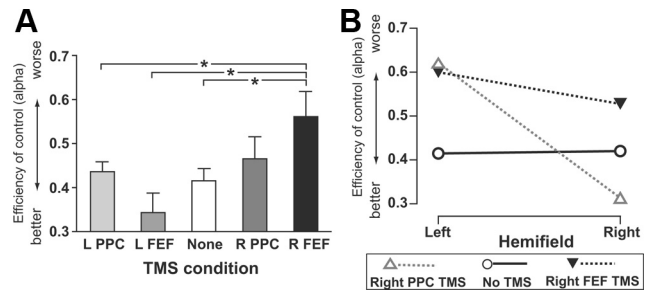 A
Efficiency of control (alpha)
better
worse
0.7
0.6
0.5
0.4
0.3
*
*
*
L PPC L FEF None R PPC R FEF
TMS condition
B
Efficiency of control (alpha)
better
worse
0.7
0.6
0.5
0.4
0.3
Left Right
Hemifield
Right PPC TMS No TMS Right FEF TMS